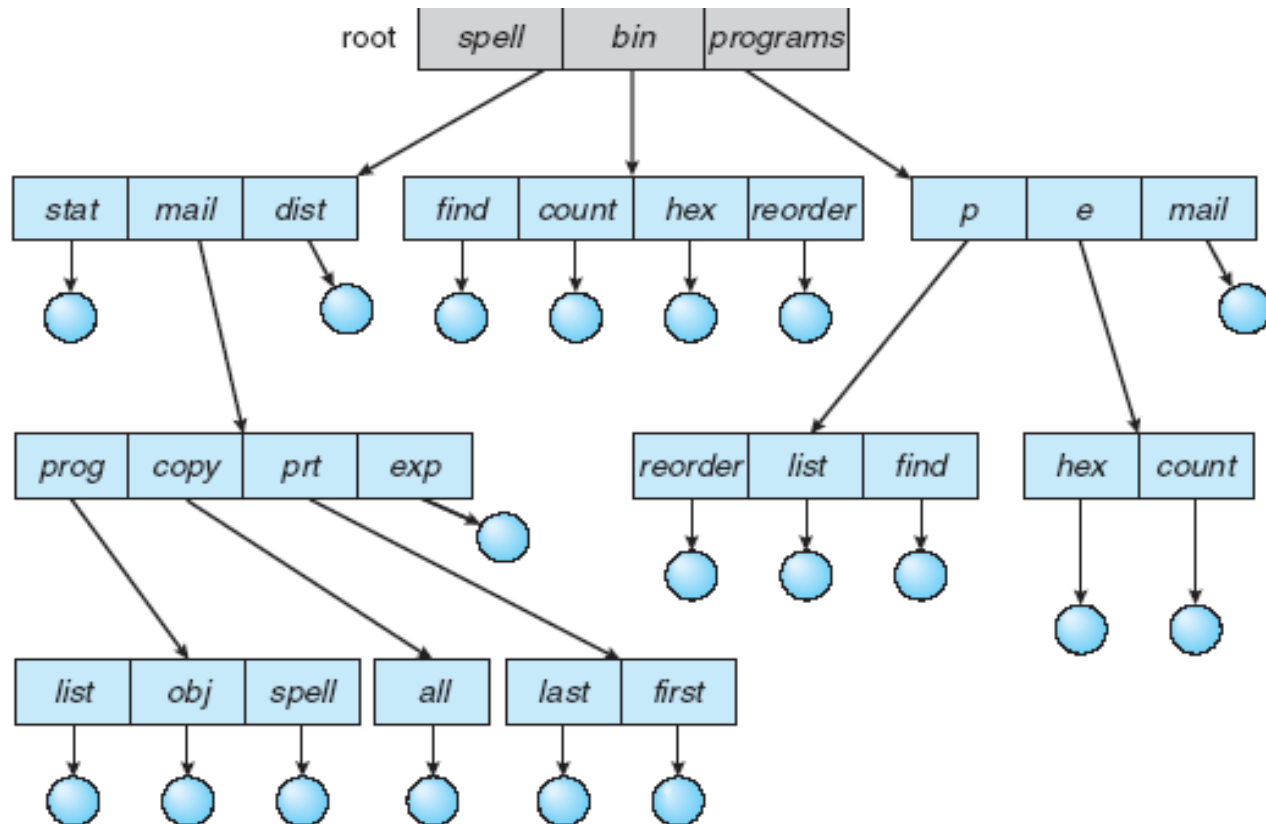 root spell bin programs
stat mail dist find count hex reorder p e mail
prog copy prt exp reorder list find hex count
list obj spell all last first